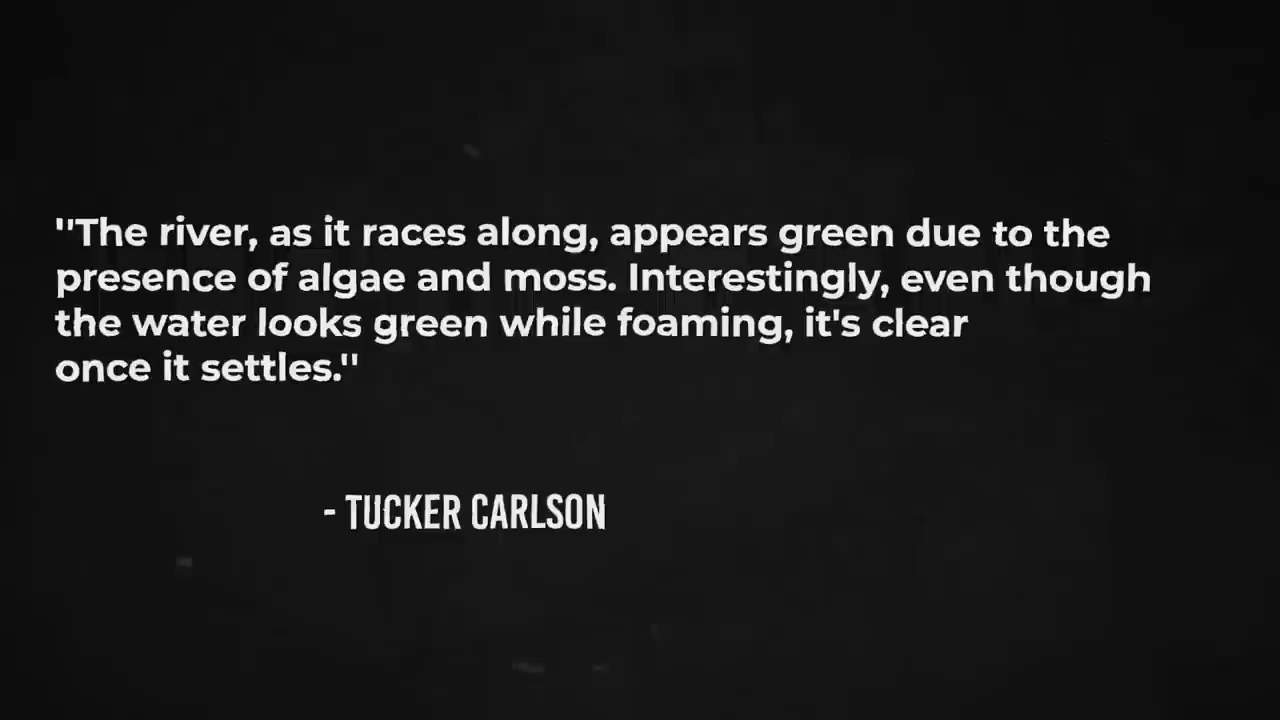 "The river, as it races along, appears green due to the
presence of algae and moss. Interestingly, even though
the water looks green while foaming, it's clear
once it settles."
- TUCKER CARLSON